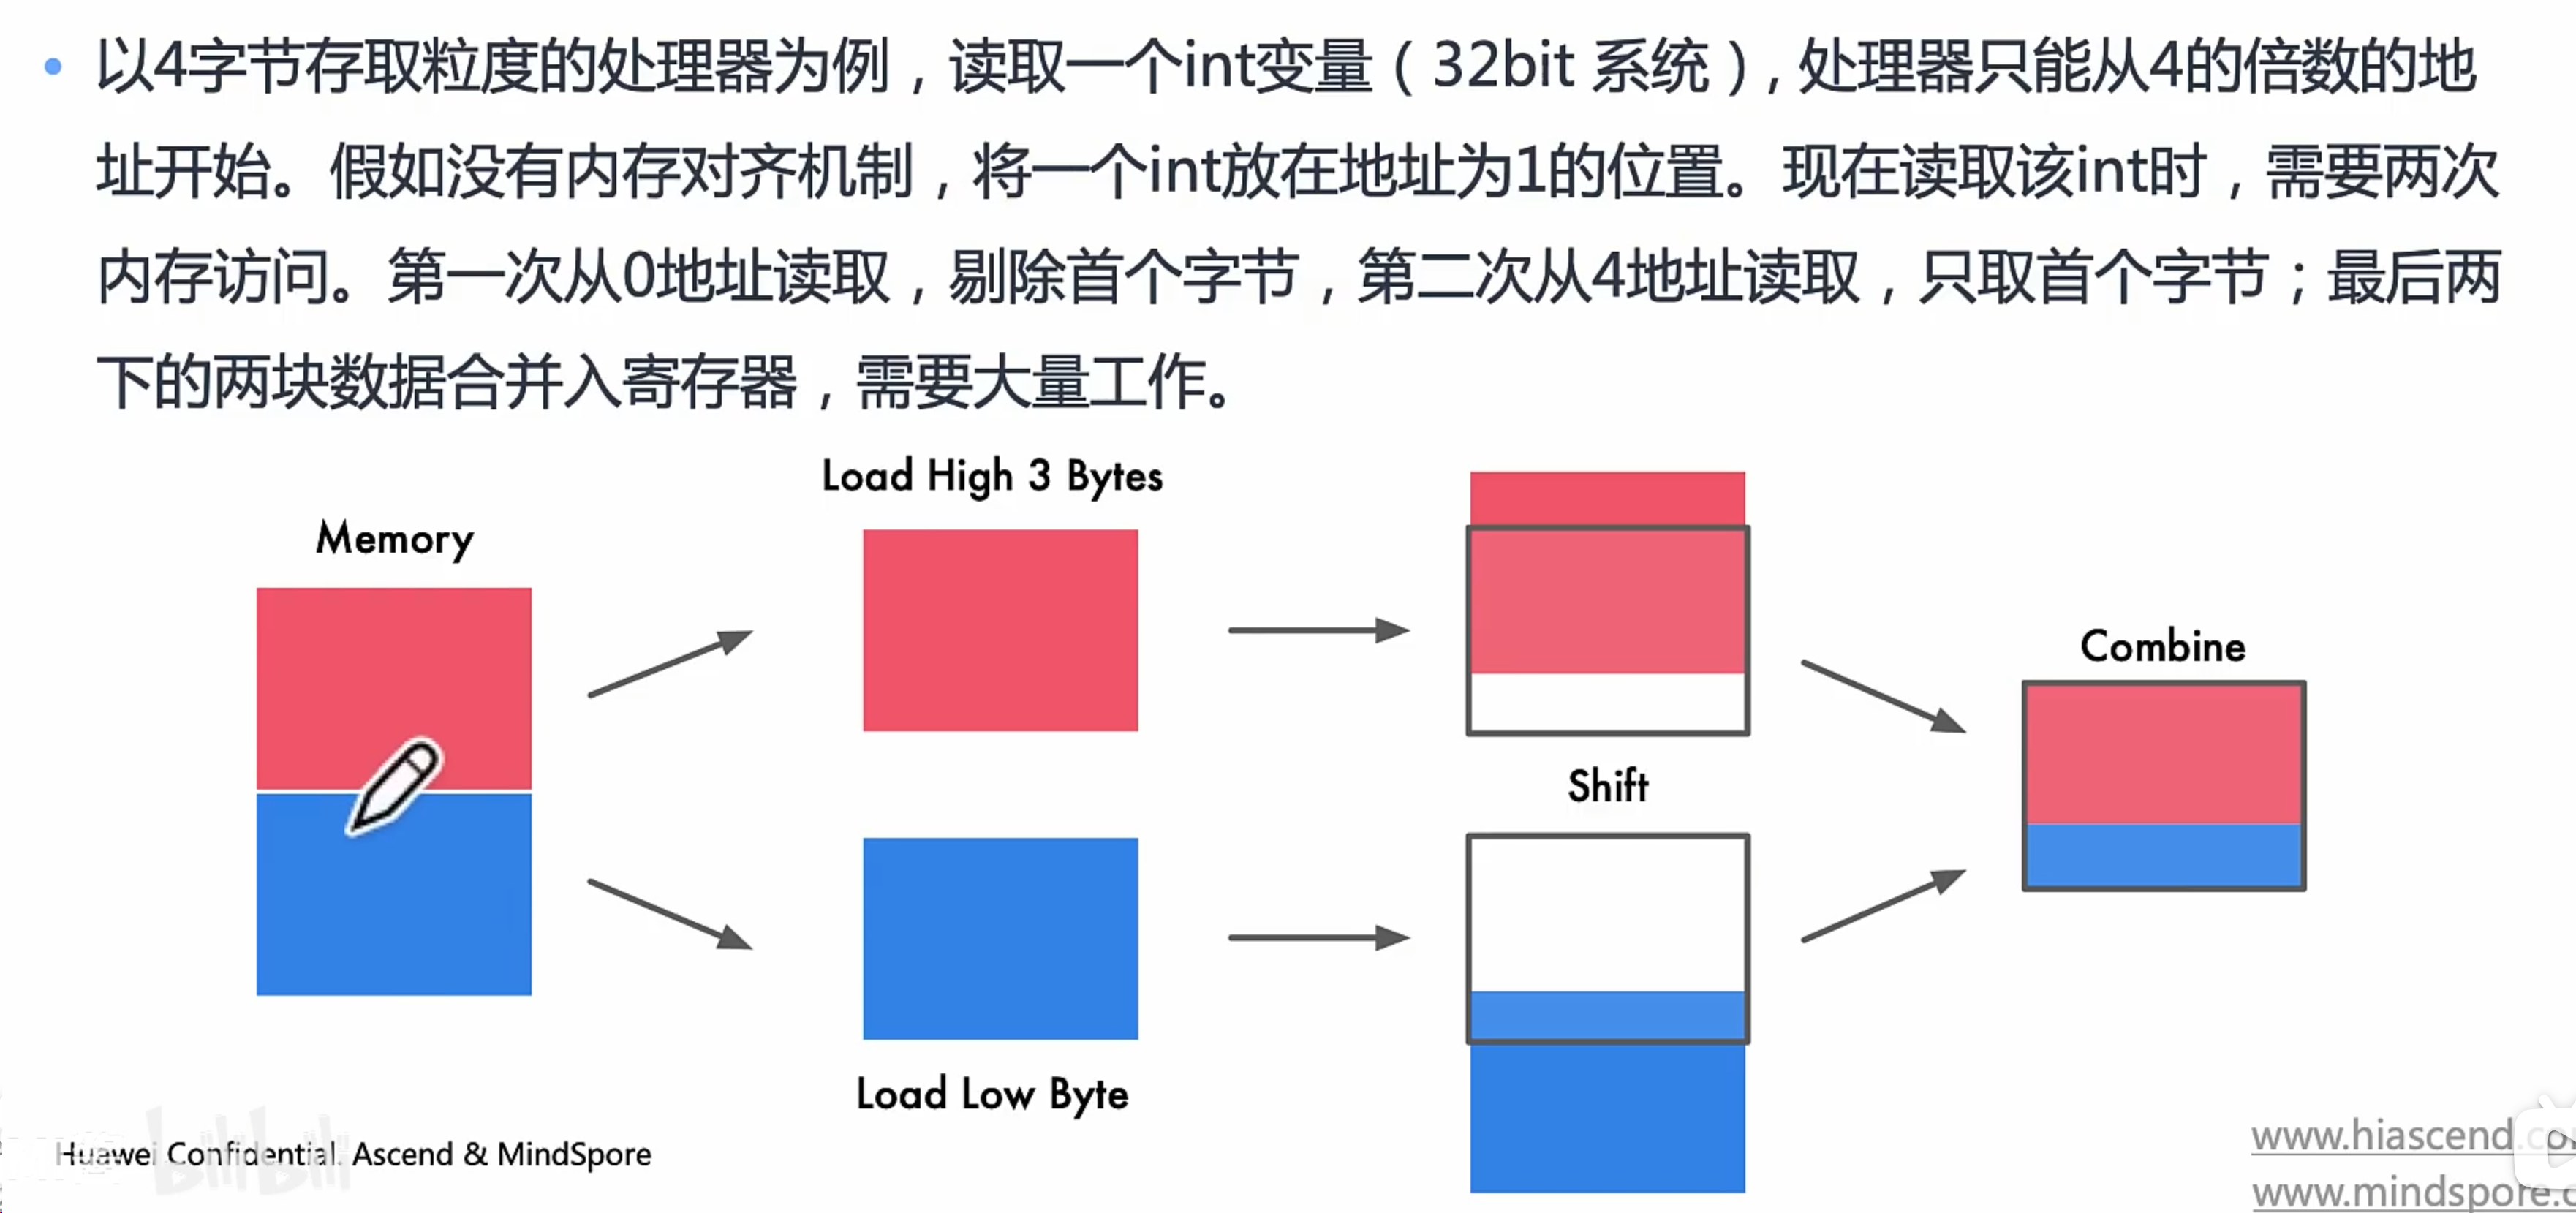 以4字节存取粒度的处理器为例，读取一个int变量（32bit 系统），处理器只能从4的倍数的地
址开始。假如没有内存对齐机制，将一个int放在地址为1的位置。现在读取该int时，需要两次
内存访问。第一次从0地址读取，剔除首个字节，第二次从4地址读取，只取首个字节；最后两
下的两块数据合并入寄存器，需要大量工作。
Load High 3 Bytes
Memory
Combine
Shift
Load Low Byte
Huawei Confidential. Ascend & MindSpore
bilibili
www.hiascend.co
www.mindspore.c